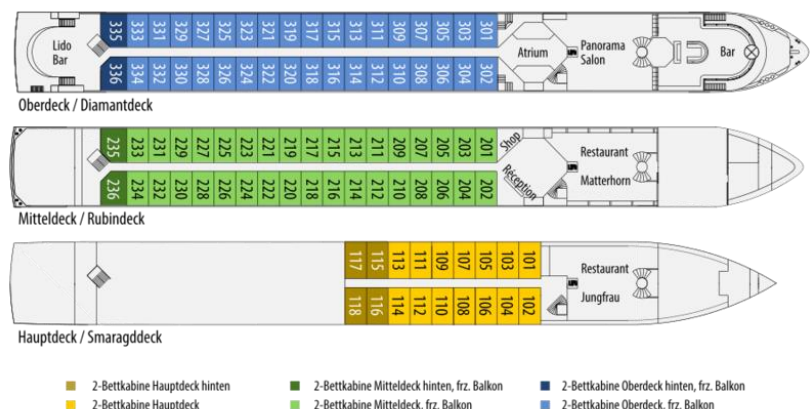 335 333 331 329 327 325 323 321 319 317 315 313 311 309 307 305 303 301
Lido
Bar
Atrium
Panorama
Salon
Bar
336 334 332 330 328 326 324 322 320 318 316 314 312 310 308 306 304 302
Oberdeck / Diamantdeck
235 233 231 229 227 225 223 221 219 217 215 213 211 209 207 205 203 201
Shop
Réception
Restaurant
Matterhorn
236 234 232 230 228 226 224 222 220 218 216 214 212 210 208 206 204 202
Mitteldeck / Rubindeck
117 115 113 111 109 107 105 103 101
Restaurant
Jungfrau
118 116 114 112 110 108 106 104 102
Hauptdeck / Smaragddeck
2-Bettkabine Hauptdeck hinten
2-Bettkabine Mitteldeck hinten, frz. Balkon
2-Bettkabine Oberdeck hinten, frz. Balkon
2-Bettkabine Hauptdeck
2-Bettkabine Mitteldeck, frz. Balkon
2-Bettkabine Oberdeck, frz. Balkon